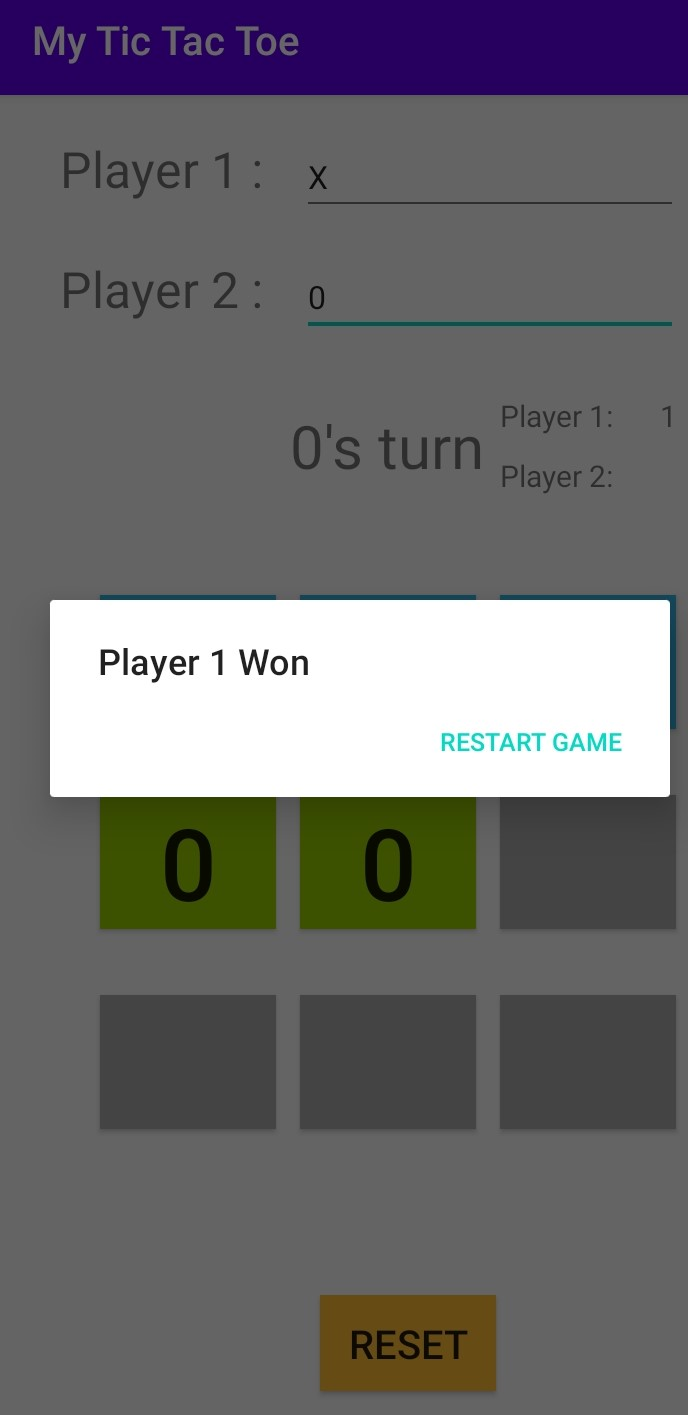 My Tic Tac Toe
Player 1 : X
Player 2 : 0
0's turn
Player 1: 1
Player 2:
Player 1 Won
RESTART GAME
0 0
RESET